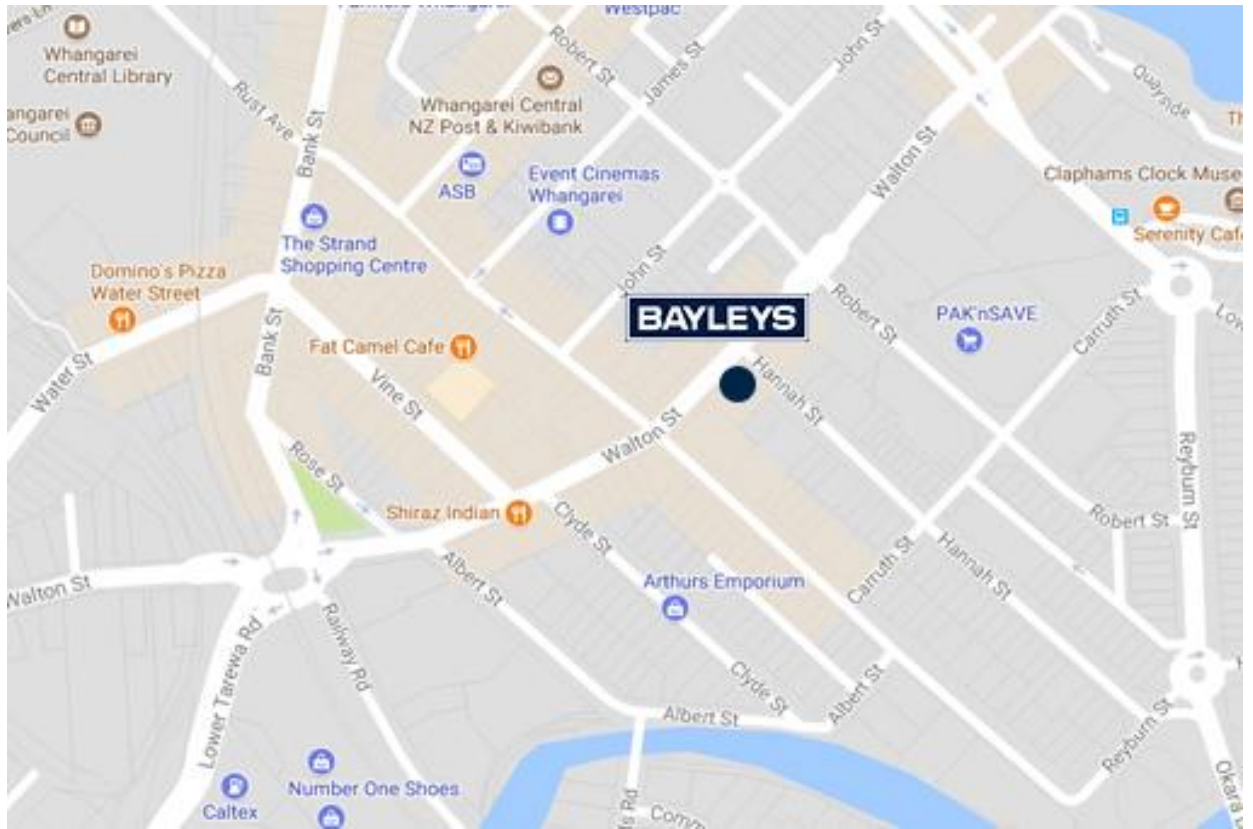 Westpac
Whangarei
Central Library
Rust Ave
Bank St
Robert St
James St
John St
Quayside
Whangarei Central
NZ Post & Kiwibank
ASB
Event Cinemas
Whangarei
Walton St
Claphams Clock Muse
Serenity Cafe
The Strand
Shopping Centre
Domino's Pizza
Water Street
John St
BAYLEYS
Robert St
PAK'nSAVE
Carruth St
Fat Camel Cafe
Bank St
Water St
Vine St
Hannah St
Walton St
Rose St
Reyburn St
Shiraz Indian
Clyde St
Robert St
Albert St
Arthurs Emporium
Carruth St
Hannah St
Walton St
Lower Tarewa Rd
Railway Rd
Clyde St
Albert St
Albert St
Reyburn St
Number One Shoes
Caltex